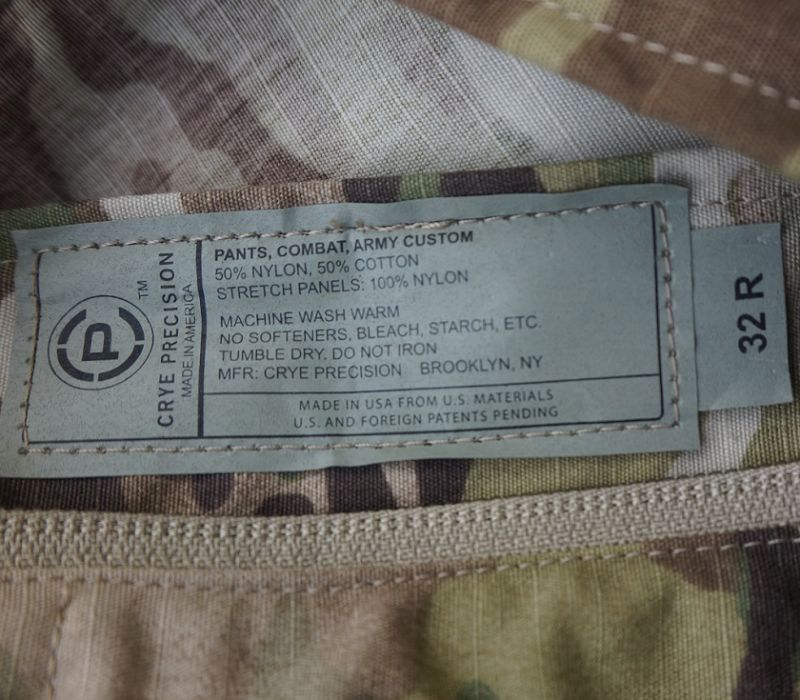 P
TM
CRYE PRECISION
MADE IN AMERICA
PANTS, COMBAT, ARMY CUSTOM
50% NYLON, 50% COTTON
STRETCH PANELS: 100% NYLON
MACHINE WASH WARM
NO SOFTENERS, BLEACH, STARCH, ETC.
TUMBLE DRY. DO NOT IRON
MFR: CRYE PRECISION BROOKLYN, NY
MADE IN USA FROM U.S. MATERIALS
U.S. AND FOREIGN PATENTS PENDING
32 R